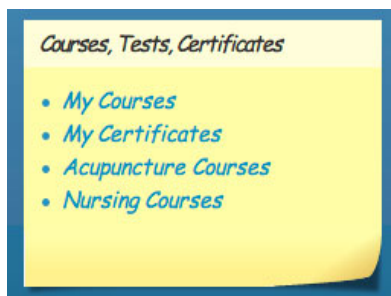 Courses, Tests, Certificates
• My Courses
• My Certificates
• Acupuncture Courses
• Nursing Courses